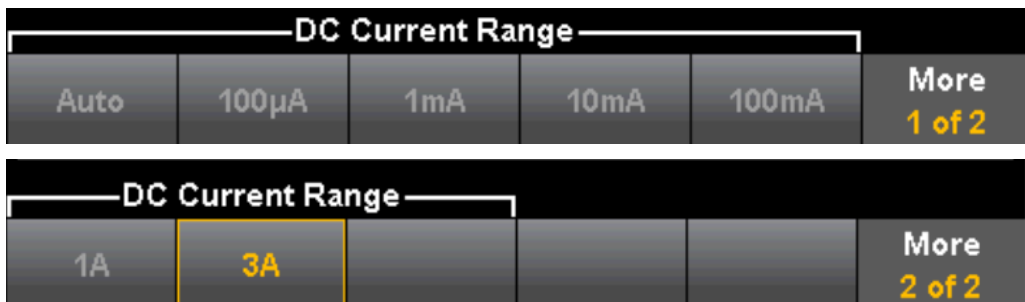 DC Current Range
Auto 100µA 1mA 10mA 100mA More
1 of 2
DC Current Range
1A 3A More
2 of 2